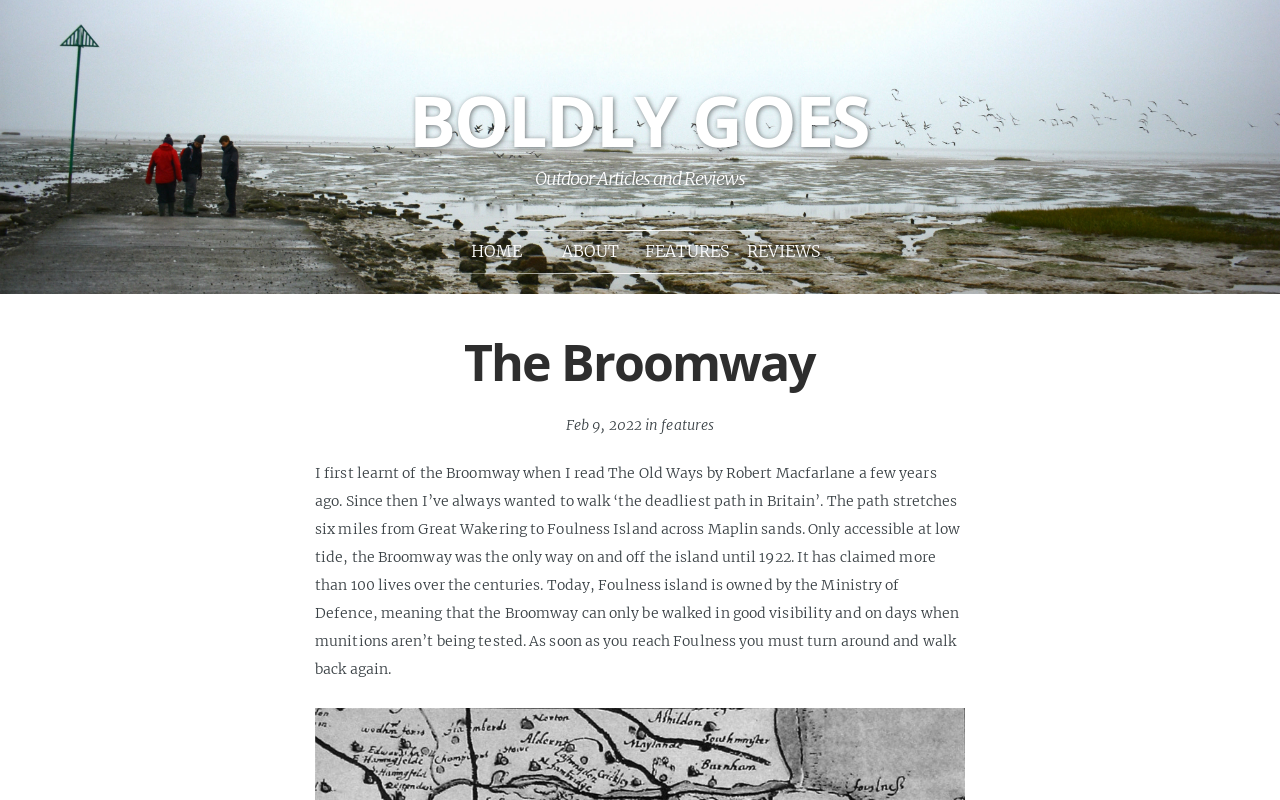 BOLDLY GOES
Outdoor Articles and Reviews
HOME ABOUT FEATURES REVIEWS
The Broomway
Feb 9, 2022 in features
I first learnt of the Broomway when I read The Old Ways by Robert Macfarlane a few years
ago. Since then I’ve always wanted to walk ‘the deadliest path in Britain’. The path stretches
six miles from Great Wakering to Foulness Island across Maplin sands. Only accessible at low
tide, the Broomway was the only way on and off the island until 1922. It has claimed more
than 100 lives over the centuries. Today, Foulness island is owned by the Ministry of
Defence, meaning that the Broomway can only be walked in good visibility and on days when
munitions aren’t being tested. As soon as you reach Foulness you must turn around and walk
back again.
Norton
Athildon
Southminster
Maylande
Barnham